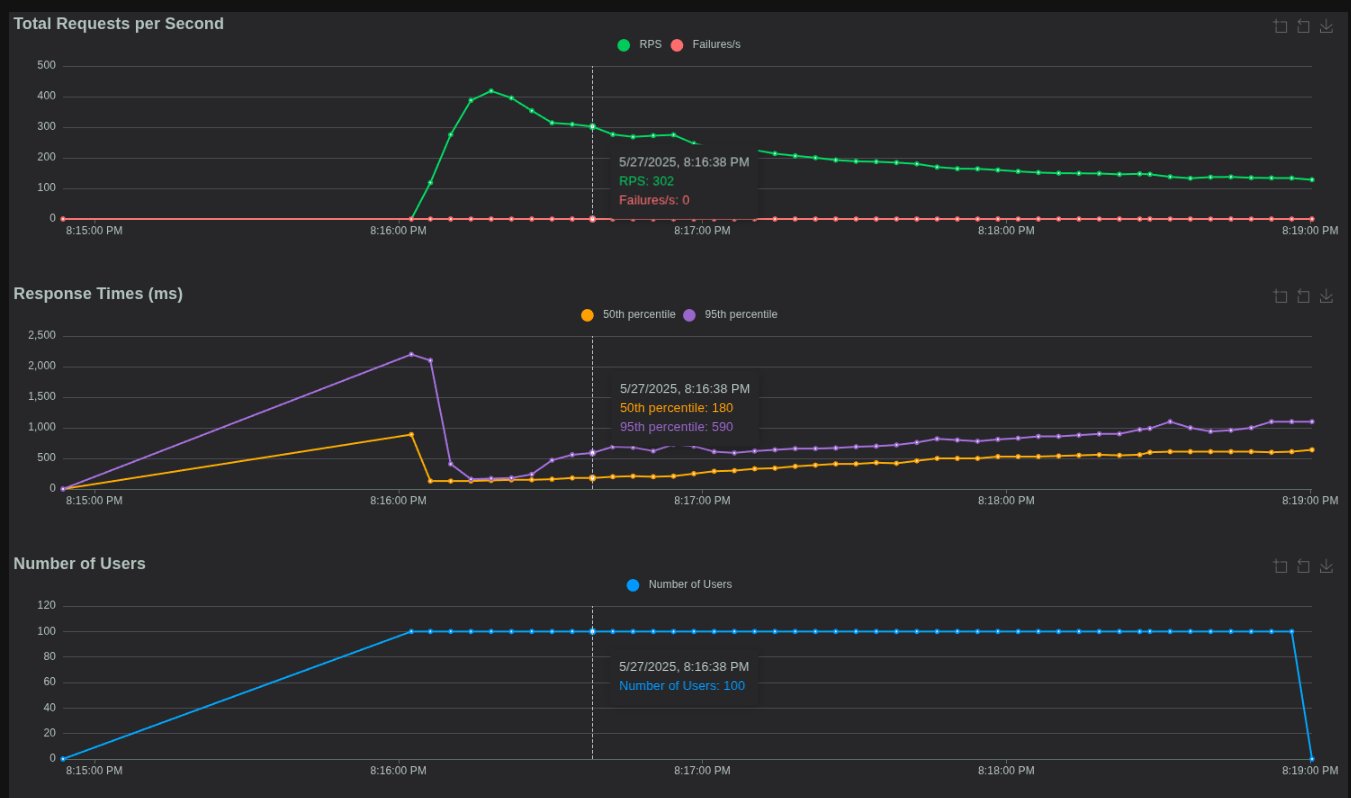 Total Requests per Second
RPS Failures/s
500
400
300
200
100
0
5/27/2025, 8:16:38 PM
RPS: 302
Failures/s: 0
8:15:00 PM 8:16:00 PM 8:17:00 PM 8:18:00 PM 8:19:00 PM
Response Times (ms)
50th percentile 95th percentile
2,500
2,000
1,500
1,000
500
0
5/27/2025, 8:16:38 PM
50th percentile: 180
95th percentile: 590
8:15:00 PM 8:16:00 PM 8:17:00 PM 8:18:00 PM 8:19:00 PM
Number of Users
Number of Users
120
100
80
60
40
20
0
5/27/2025, 8:16:38 PM
Number of Users: 100
8:15:00 PM 8:16:00 PM 8:17:00 PM 8:18:00 PM 8:19:00 PM